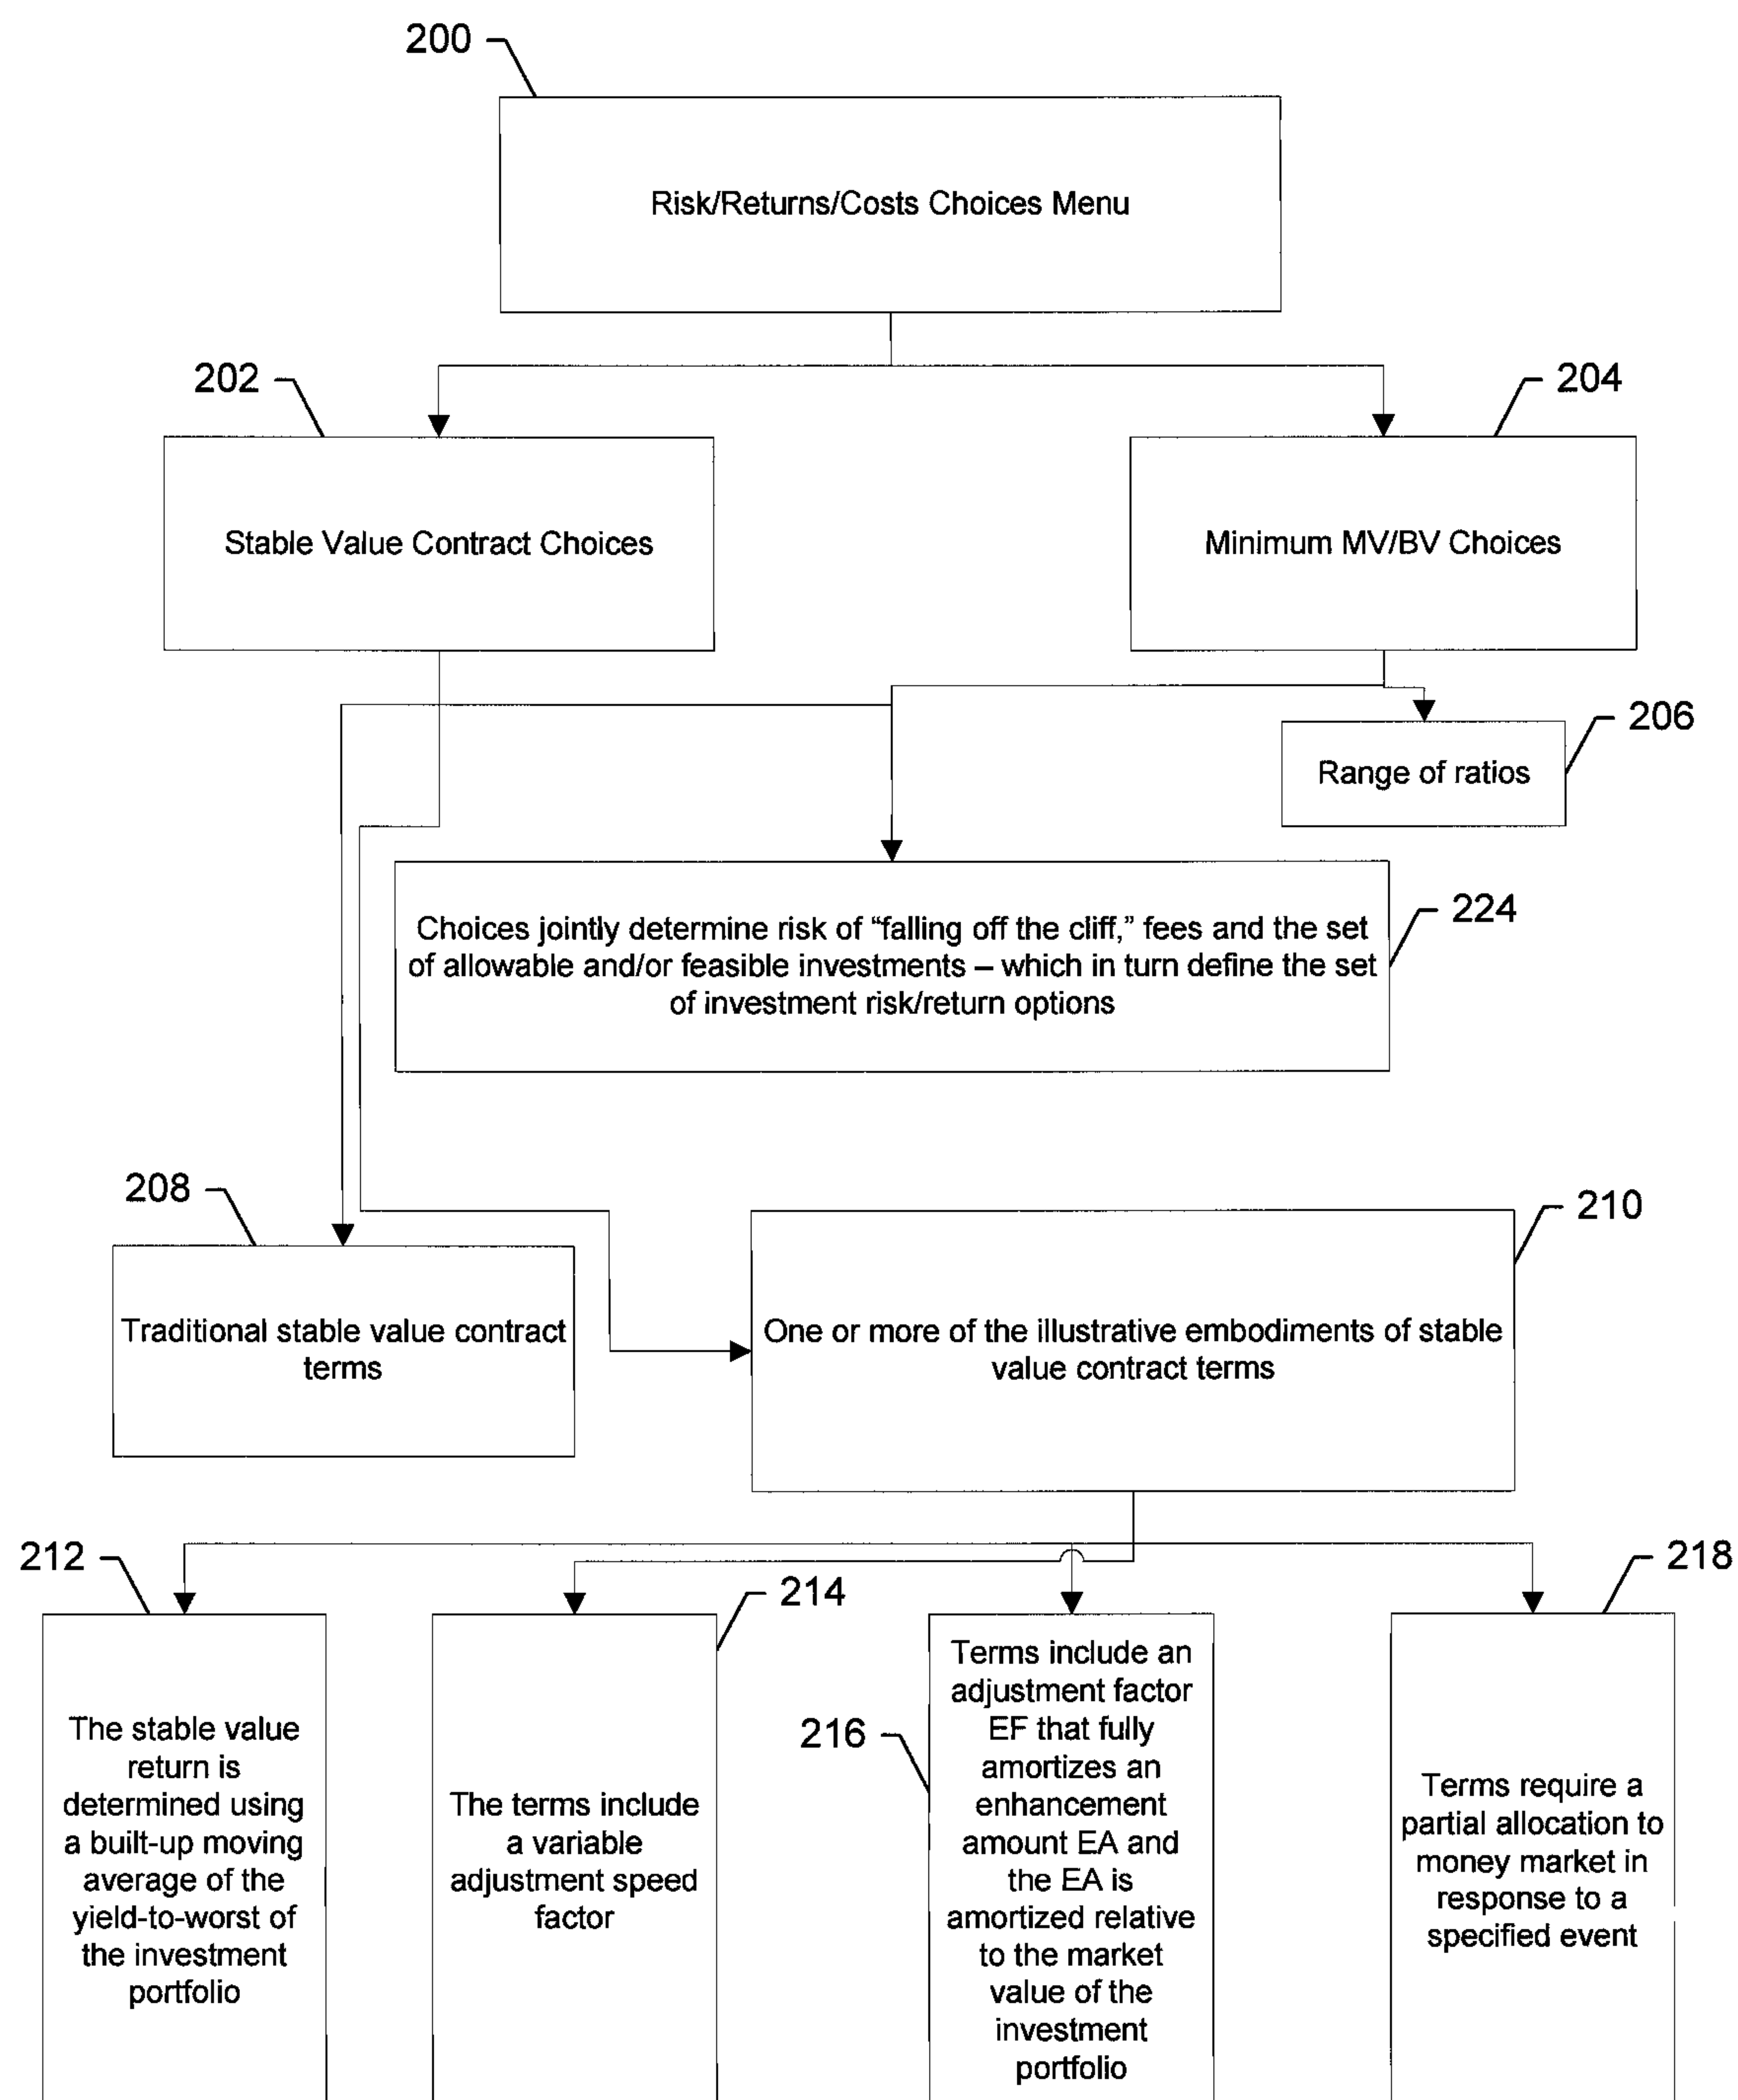 200
Risk/Returns/Costs Choices Menu
202
204
Stable Value Contract Choices
Minimum MV/BV Choices
206
Range of ratios
224
Choices jointly determine risk of “falling off the cliff,” fees and the set
of allowable and/or feasible investments – which in turn define the set
of investment risk/return options
208
210
Traditional stable value contract
terms
One or more of the illustrative embodiments of stable
value contract terms
212
The stable value
return is
determined using
a built-up moving
average of the
yield-to-worst of
the investment
portfolio
214
The terms include
a variable
adjustment speed
factor
216
Terms include an
adjustment factor
EF that fully
amortizes an
enhancement
amount EA and
the EA is
amortized relative
to the market
value of the
investment
portfolio
218
Terms require a
partial allocation to
money market in
response to a
specified event